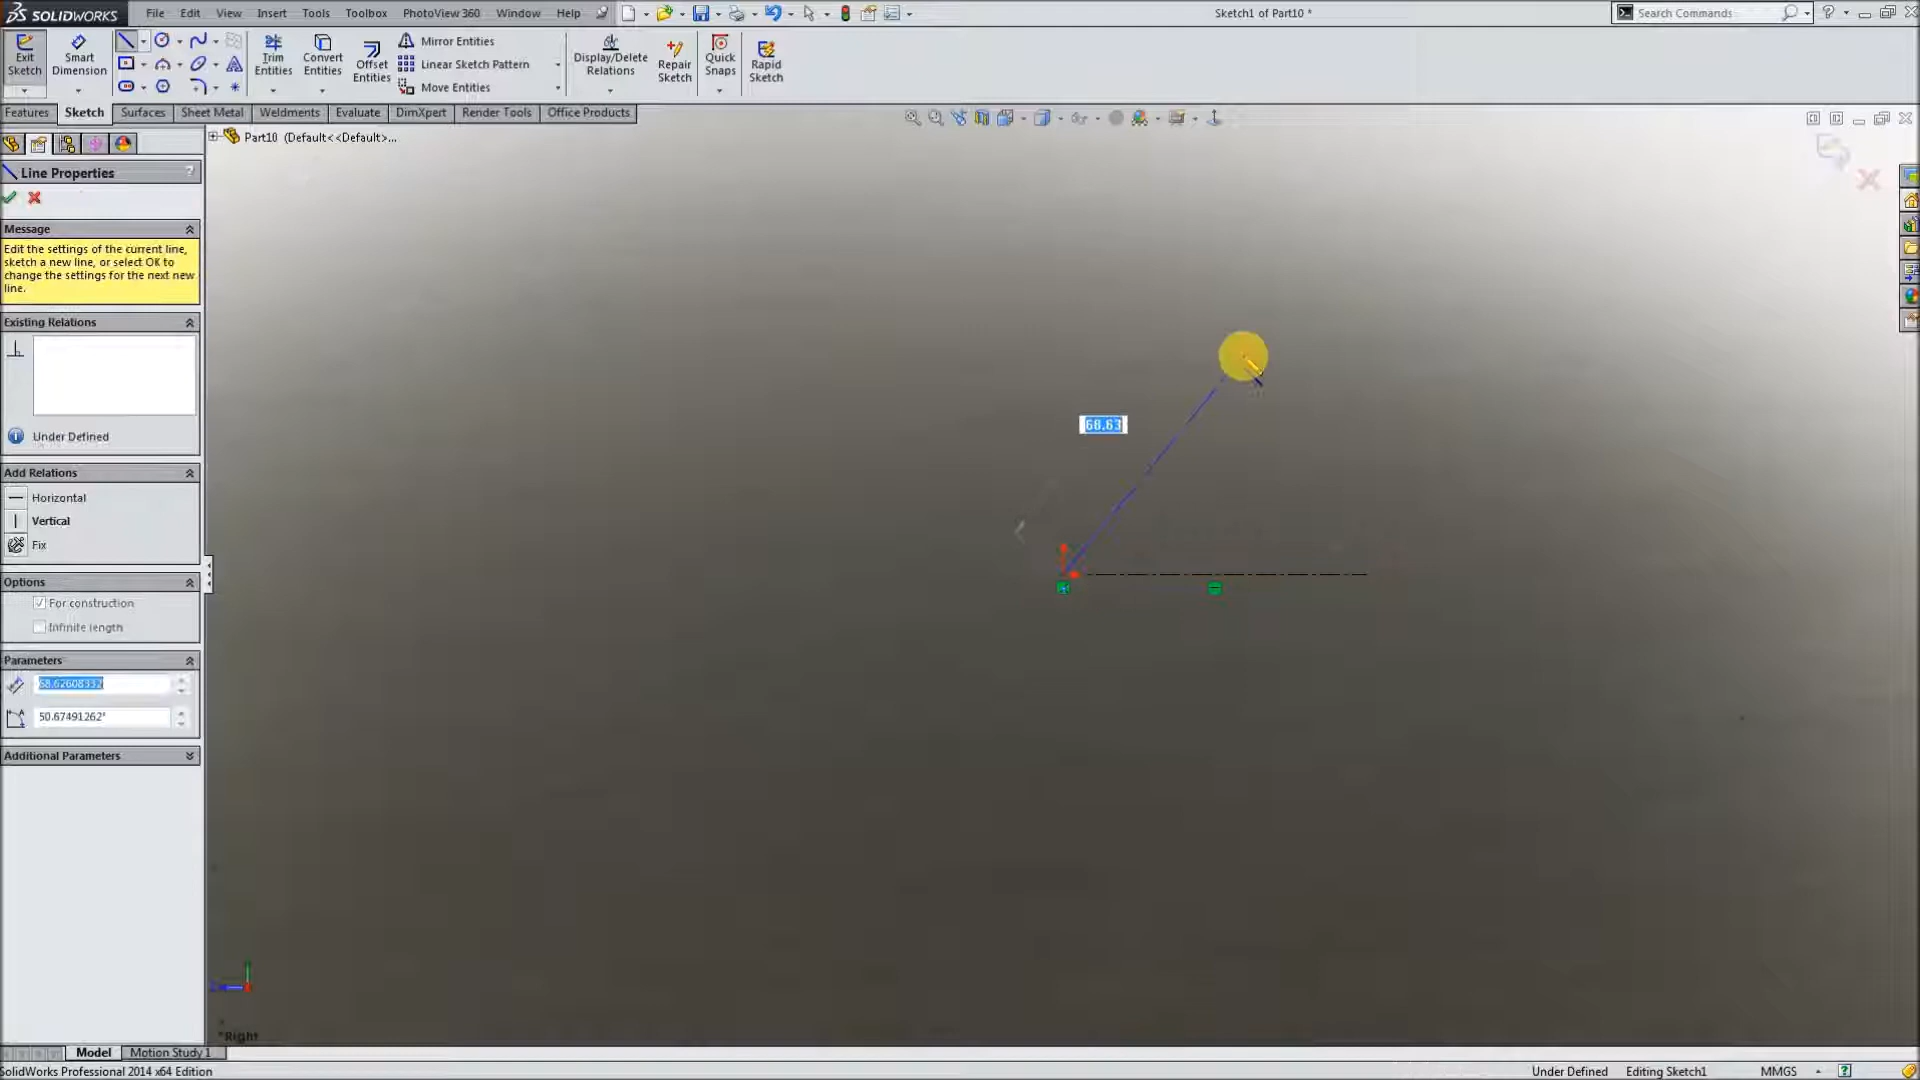 SOLIDWORKS File Edit View Insert Tools Toolbox PhotoView 360 Window Help Sketch1 of Part10 * Search Commands
Exit Sketch
Smart Dimension
Trim Entities
Convert Entities
Offset Entities
Mirror Entities
Linear Sketch Pattern
Move Entities
Display/Delete Relations
Repair Sketch
Quick Snaps
Rapid Sketch
Features Sketch Surfaces Sheet Metal Weldments Evaluate DimXpert Render Tools Office Products
Part10 (Default<<Default>...
Line Properties ?
Message
Edit the settings of the current line,
sketch a new line, or select OK to
change the settings for the next new
line.
Existing Relations
Under Defined
Add Relations
Horizontal
Vertical
Fix
Options
For construction
Infinite length
Parameters
68.62608332
50.67491262°
Additional Parameters
68.63
*Right
Model Motion Study 1
SolidWorks Professional 2014 x64 Edition Under Defined Editing Sketch1 MMGS